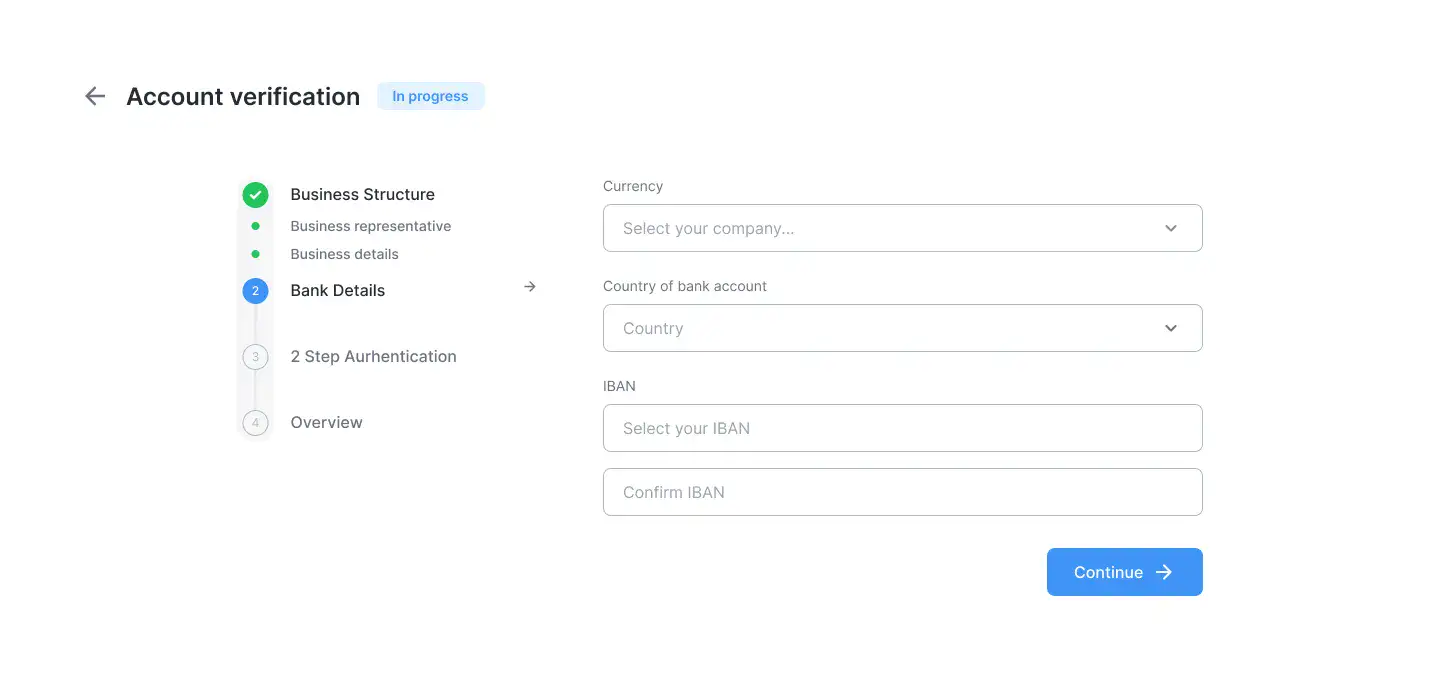 Account verification
In progress
Business Structure
Business representative
Business details
2
Bank Details
3
2 Step Aurhentication
4
Overview
Currency
Select your company...
Country of bank account
Country
IBAN
Select your IBAN
Confirm IBAN
Continue